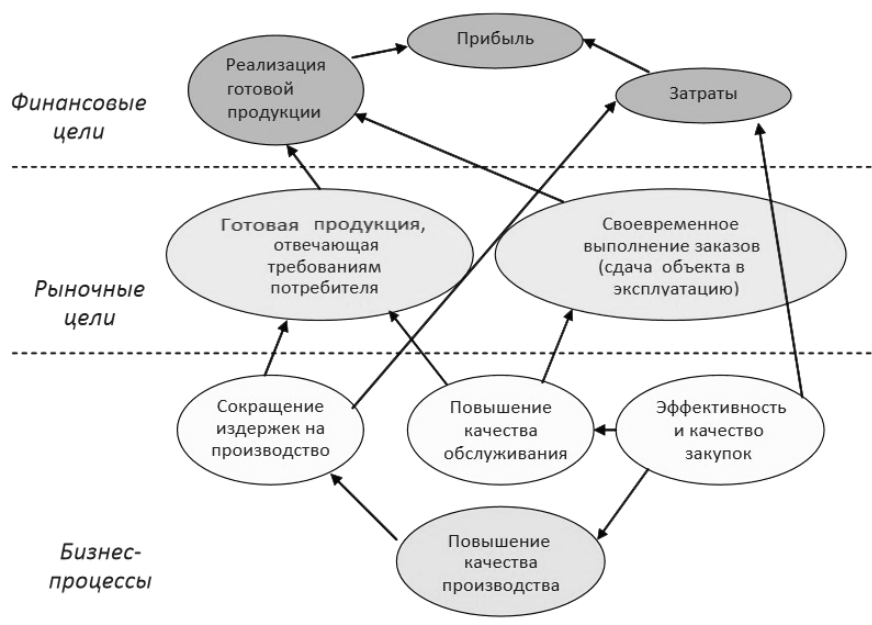 Финансовые
цели
Реализация
готовой
продукции
Прибыль
Затраты
Рыночные
цели
Готовая продукция,
отвечающая
требованиям
потребителя
Своевременное
выполнение заказов
(сдача объекта в
эксплуатацию)
Сокращение
издержек на
производство
Повышение
качества
обслуживания
Эффективность
и качество
закупок
Бизнес-
процессы
Повышение
качества
производства